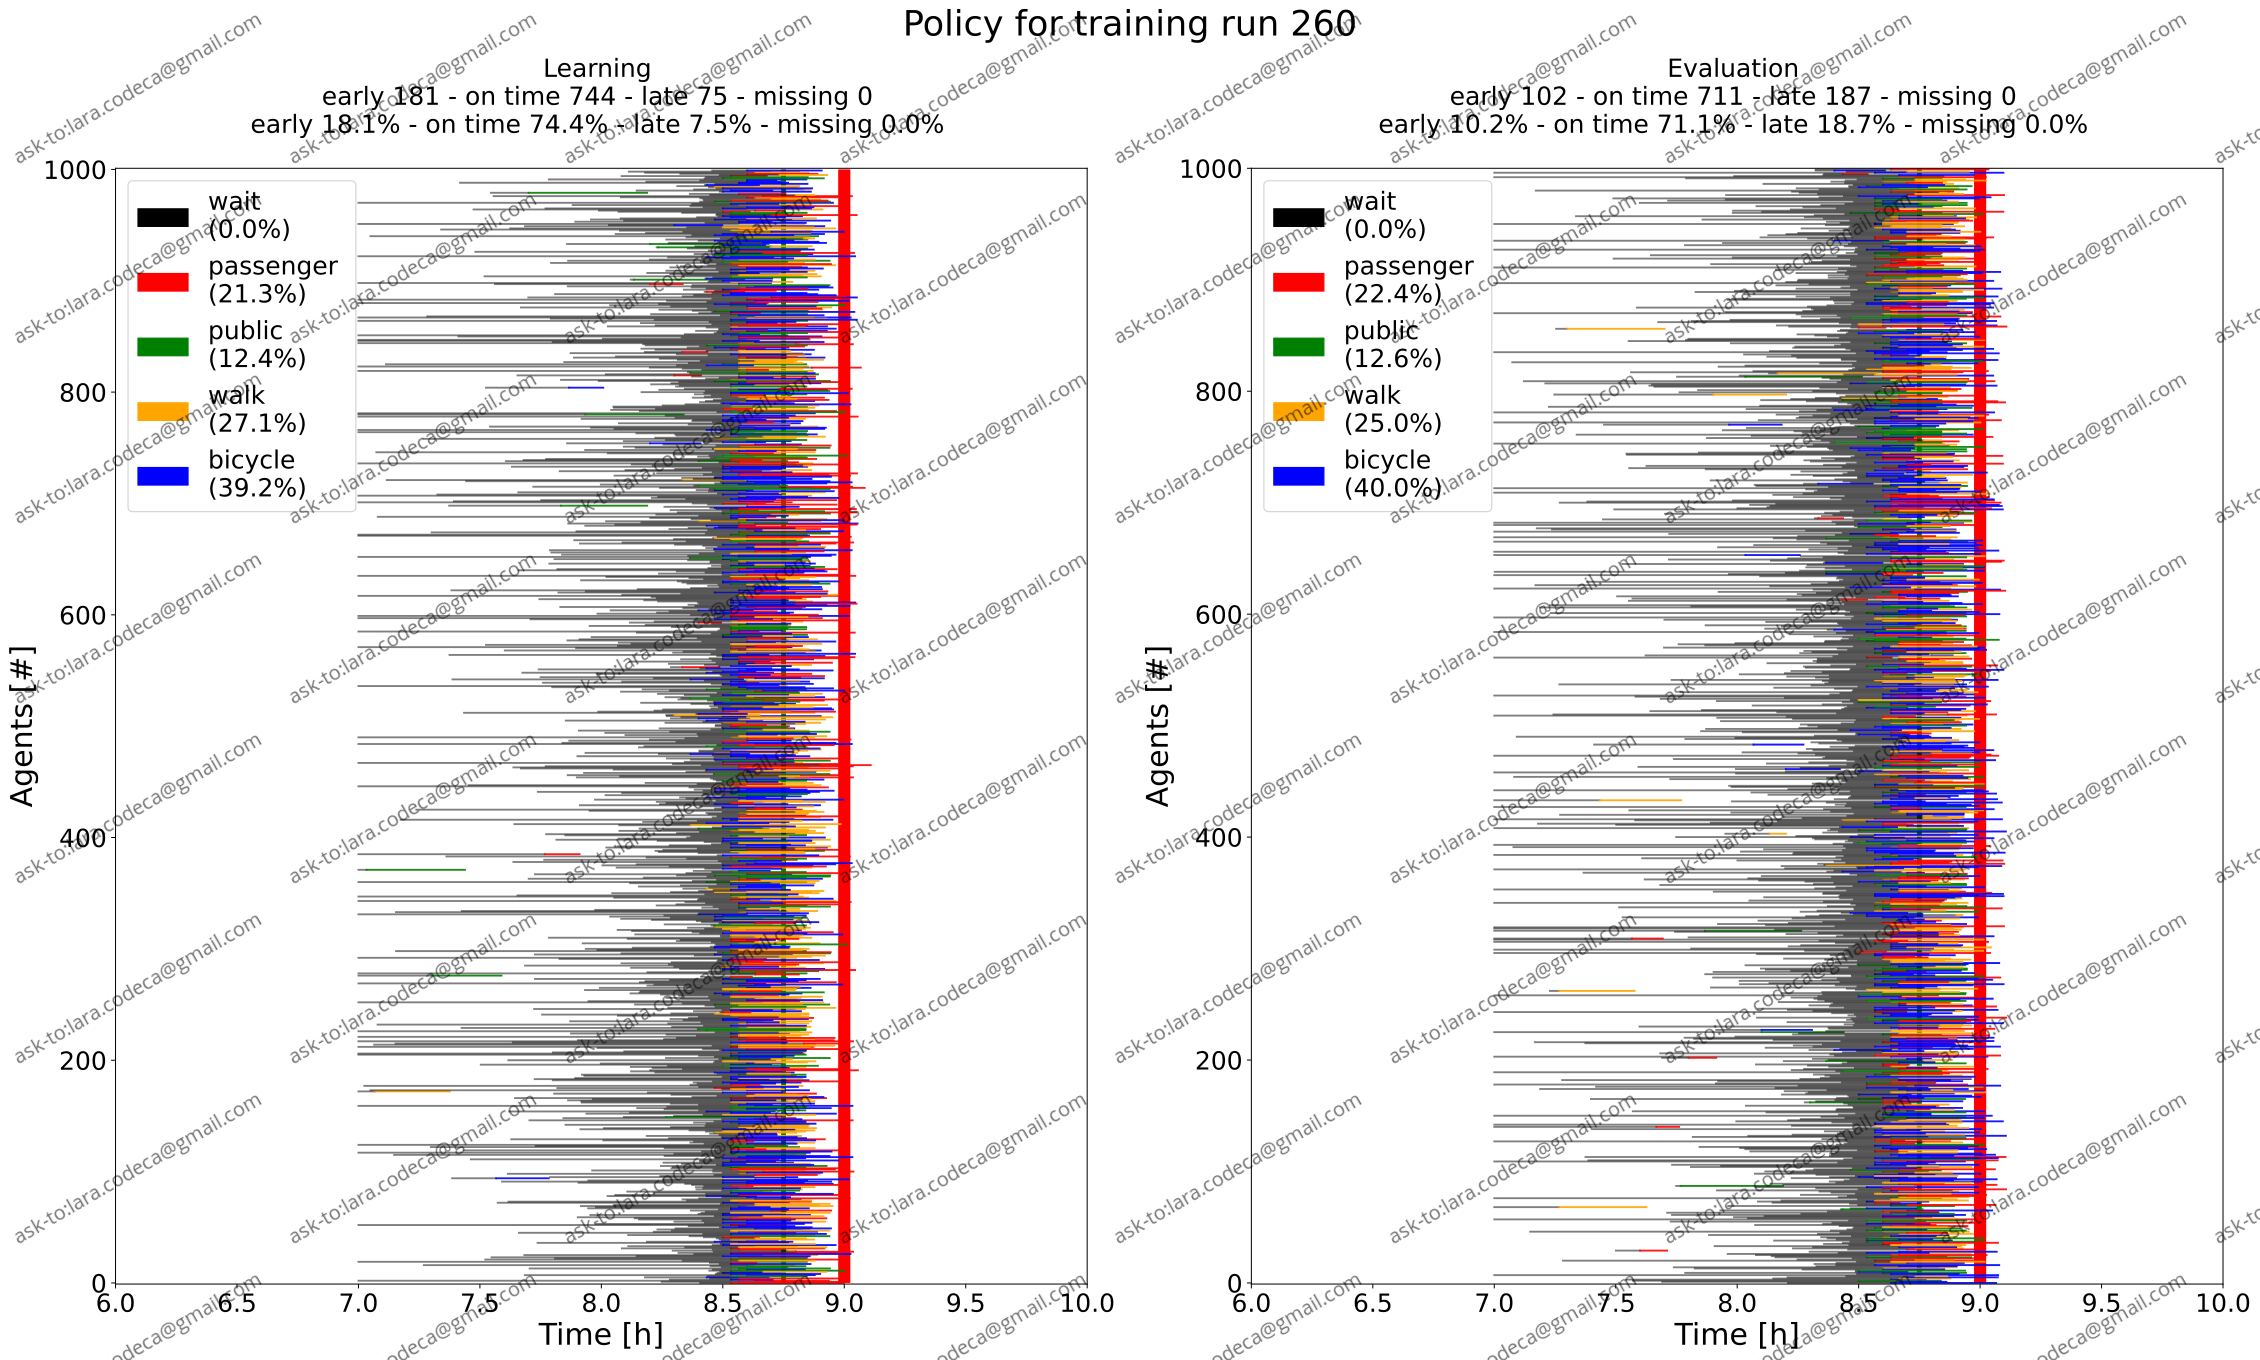 Policy for training run 260
Learning
early 181 - on time 744 - late 75 - missing 0
early 18.1% - on time 74.4% - late 7.5% - missing 0.0%
1000
800
600
400
200
0
Agents [#]
wait
(0.0%)
passenger
(21.3%)
public
(12.4%)
walk
(27.1%)
bicycle
(39.2%)
6.0 6.5 7.0 7.5 8.0 8.5 9.0 9.5 10.0
Time [h]
Evaluation
early 102 - on time 711 - late 187 - missing 0
early 10.2% - on time 71.1% - late 18.7% - missing 0.0%
1000
800
600
400
200
0
Agents [#]
wait
(0.0%)
passenger
(22.4%)
public
(12.6%)
walk
(25.0%)
bicycle
(40.0%)
6.0 6.5 7.0 7.5 8.0 8.5 9.0 9.5 10.0
Time [h]
ask-to:lara.codeca@gmail.com